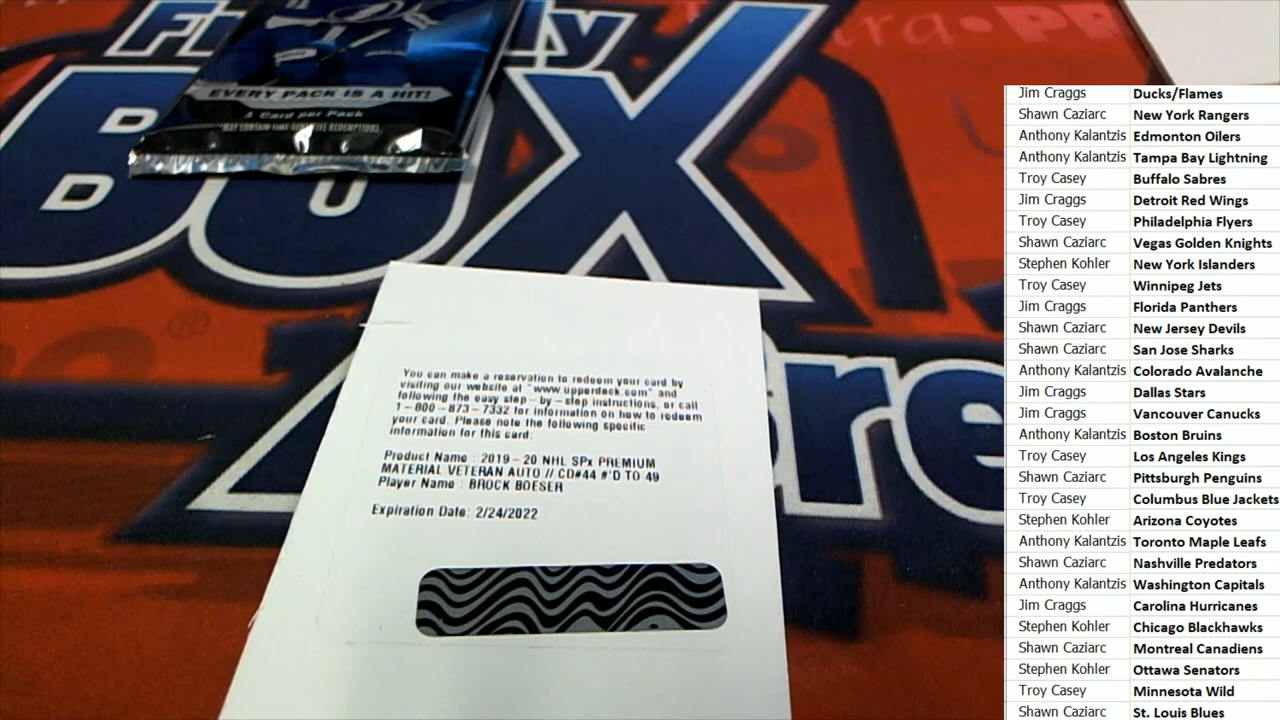 BOX
EVERY PACK IS A HIT!
1 Card per Pack
MAY CONTAIN TIME-SENSITIVE REDEMPTIONS
You can make a reservation to redeem your card by
visiting our website at "www.upperdeck.com" and
following the easy step-by-step instructions, or call
1-800-873-7332 for information on how to redeem
your card. Please note the following specific
information for this card:
Product Name : 2019-20 NHL SPx PREMIUM
MATERIAL VETERAN AUTO // CD#44 #'D TO 49
Player Name : BROCK BOESER
Expiration Date: 2/24/2022
Jim Craggs Ducks/Flames
Shawn Caziarc New York Rangers
Anthony Kalantzis Edmonton Oilers
Anthony Kalantzis Tampa Bay Lightning
Troy Casey Buffalo Sabres
Jim Craggs Detroit Red Wings
Troy Casey Philadelphia Flyers
Shawn Caziarc Vegas Golden Knights
Stephen Kohler New York Islanders
Troy Casey Winnipeg Jets
Jim Craggs Florida Panthers
Shawn Caziarc New Jersey Devils
Shawn Caziarc San Jose Sharks
Anthony Kalantzis Colorado Avalanche
Jim Craggs Dallas Stars
Jim Craggs Vancouver Canucks
Anthony Kalantzis Boston Bruins
Troy Casey Los Angeles Kings
Shawn Caziarc Pittsburgh Penguins
Troy Casey Columbus Blue Jackets
Stephen Kohler Arizona Coyotes
Anthony Kalantzis Toronto Maple Leafs
Shawn Caziarc Nashville Predators
Anthony Kalantzis Washington Capitals
Jim Craggs Carolina Hurricanes
Stephen Kohler Chicago Blackhawks
Shawn Caziarc Montreal Canadiens
Stephen Kohler Ottawa Senators
Troy Casey Minnesota Wild
Shawn Caziarc St. Louis Blues